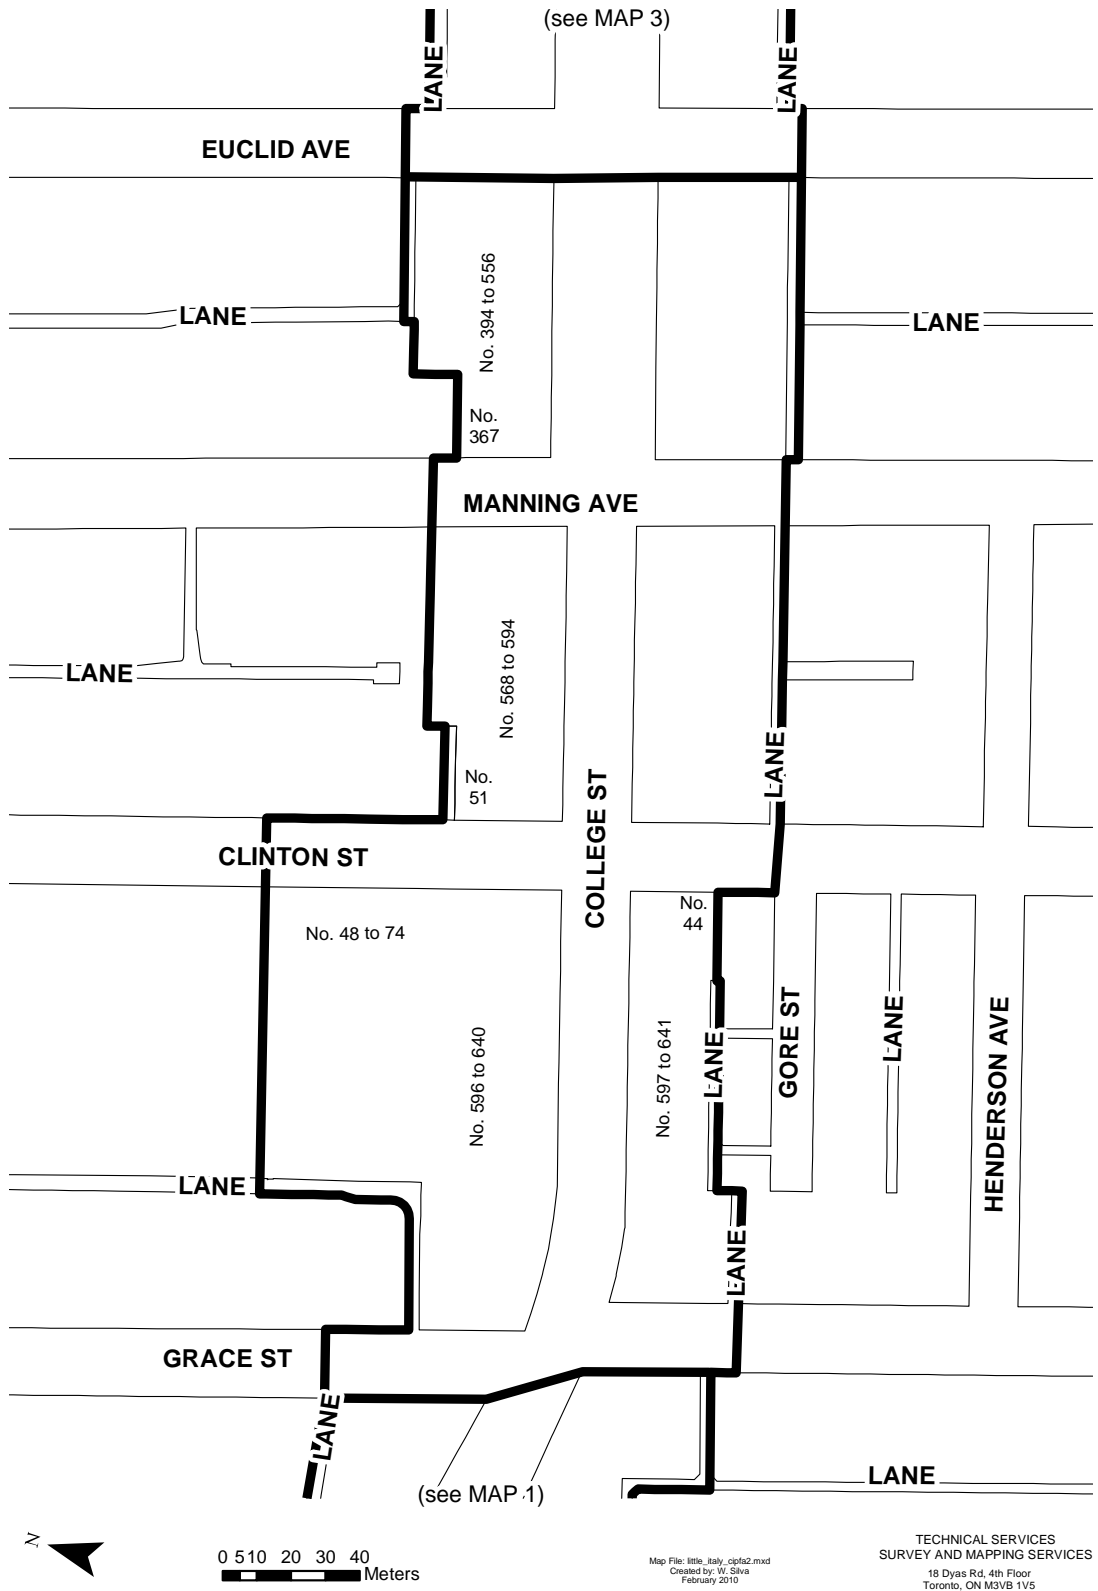 (see MAP 3)
LANE
LANE
EUCLID AVE
No. 394 to 556
LANE
LANE
No.
367
MANNING AVE
No. 568 to 594
LANE
LANE
No.
51
COLLEGE ST
CLINTON ST
No.
44
No. 48 to 74
No. 596 to 640
No. 597 to 641
LANE
GORE ST
LANE
HENDERSON AVE
LANE
LANE
GRACE ST
LANE
LANE
(see MAP 1)
N
0 5 10 20 30 40
Meters
Map File: little_italy_cipfa2.mxd
Created by: W. Silva
February 2010
TECHNICAL SERVICES
SURVEY AND MAPPING SERVICES
18 Dyas Rd, 4th Floor
Toronto, ON M3VB 1V5